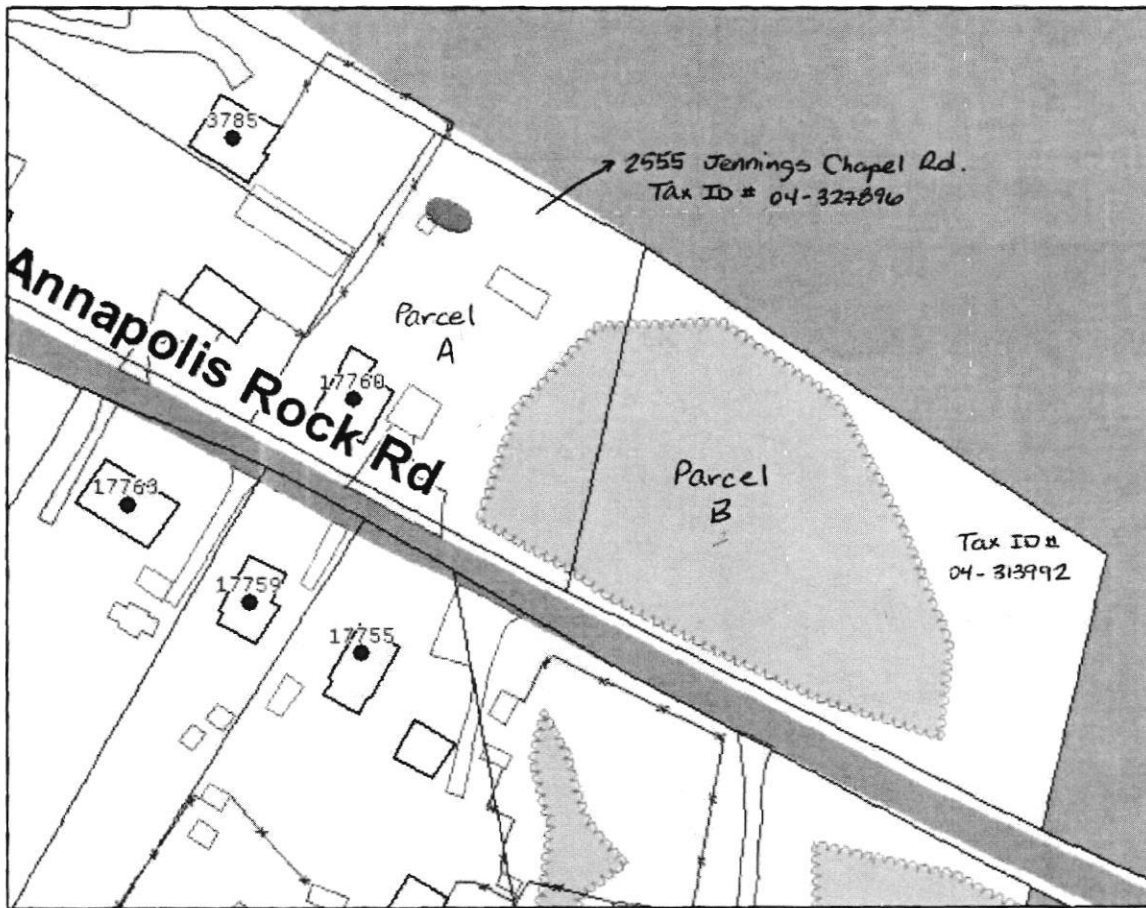 3785
2555 Jennings Chapel Rd.
Tax ID # 04-327896
Annapolis Rock Rd
Parcel
A
17760
Parcel
B
Tax ID #
04-313992
17763
17759
17755